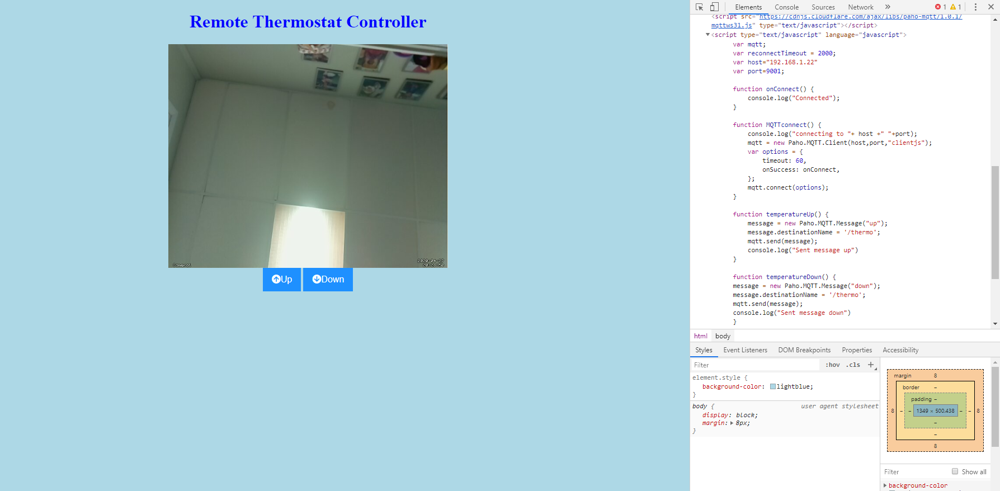 Remote Thermostat Controller
2020-04-27
Up
Down
Elements Console Sources Network » 1 1
<script src="https://cdnjs.cloudflare.com/ajax/libs/paho-mqtt/1.0.1/
mqttws31.js" type="text/javascript"></script>
<script type="text/javascript" language="javascript">
var mqtt;
var reconnectTimeout = 2000;
var host="192.168.1.22"
var port=9001;
function onConnect() {
console.log("Connected");
}
function MQTTconnect() {
console.log("connecting to "+ host +" "+port);
mqtt = new Paho.MQTT.Client(host,port,"clientjs");
var options = {
timeout: 60,
onSuccess: onConnect,
};
mqtt.connect(options);
}
function temperatureUp() {
message = new Paho.MQTT.Message("up");
message.destinationName = '/thermo';
mqtt.send(message);
console.log("Sent message up")
}
function temperatureDown() {
message = new Paho.MQTT.Message("down");
message.destinationName = '/thermo';
mqtt.send(message);
console.log("Sent message down")
}
html body
Styles Event Listeners DOM Breakpoints Properties Accessibility
Filter :hov .cls +
element.style {
background-color: lightblue;
}
body { user agent stylesheet
display: block;
margin: 8px;
}
margin 8
border –
padding –
8 – – 1349 × 500.438 – – 8
–
–
8
Filter Show all
background-color